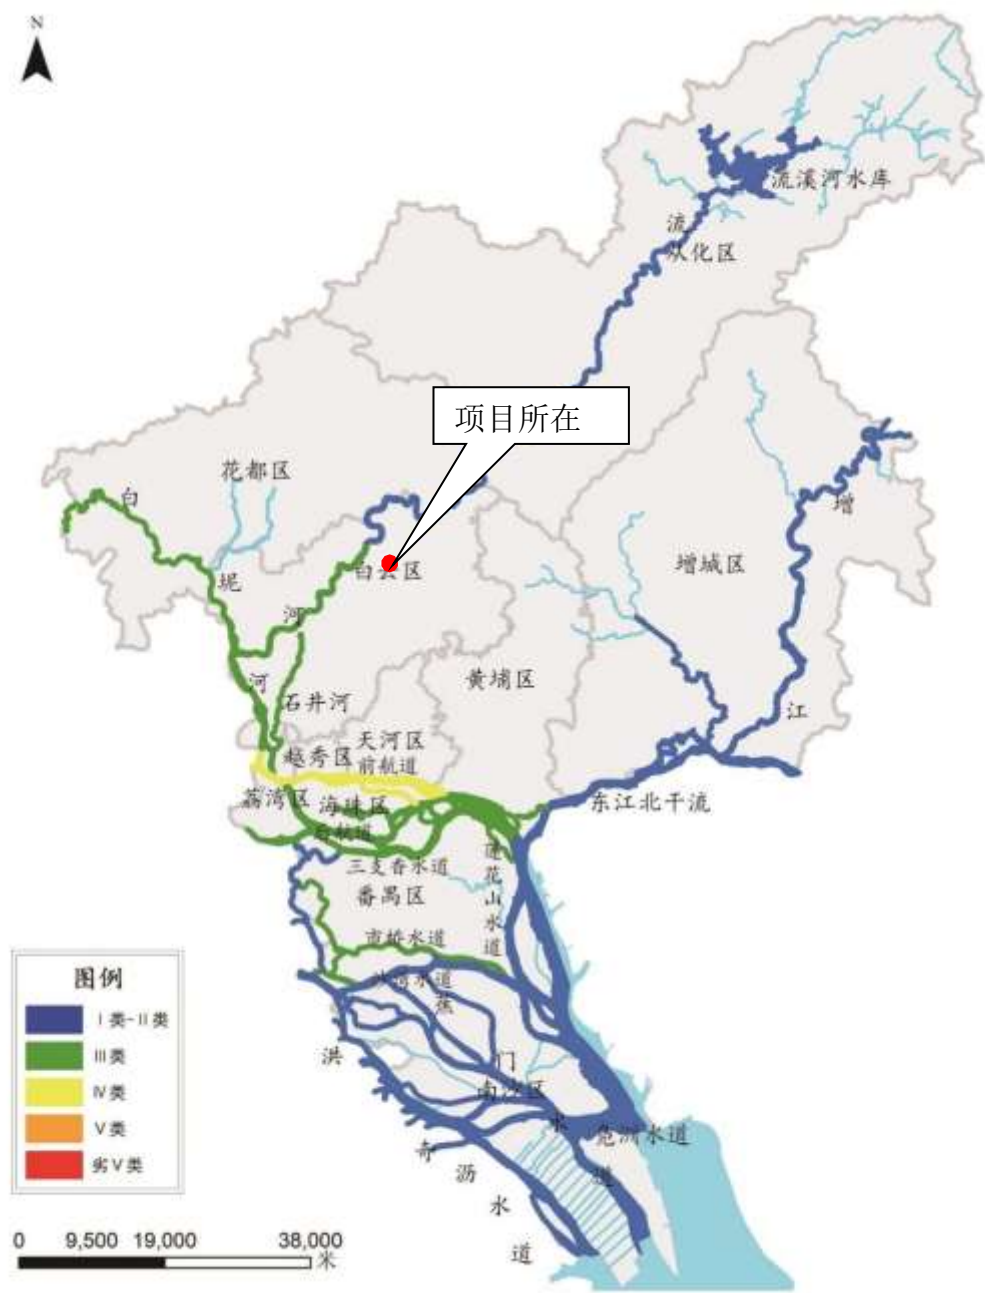 N
流溪河水库
流
从化区
项目所在
花都区
白
增
坭
白云区
增城区
河
黄埔区
河
石井河
江
天河区
越秀区
前航道
荔湾区
海珠区
东江北干流
后航道
三支香水道
莲花山水道
番禺区
市桥水道
沙湾水道
蕉
洪
门
南沙区
水
凫洲水道
奇
沥
道
水
道
图例
Ⅰ类-Ⅱ类
Ⅲ类
Ⅳ类
Ⅴ类
劣Ⅴ类
0 9,500 19,000 38,000
米